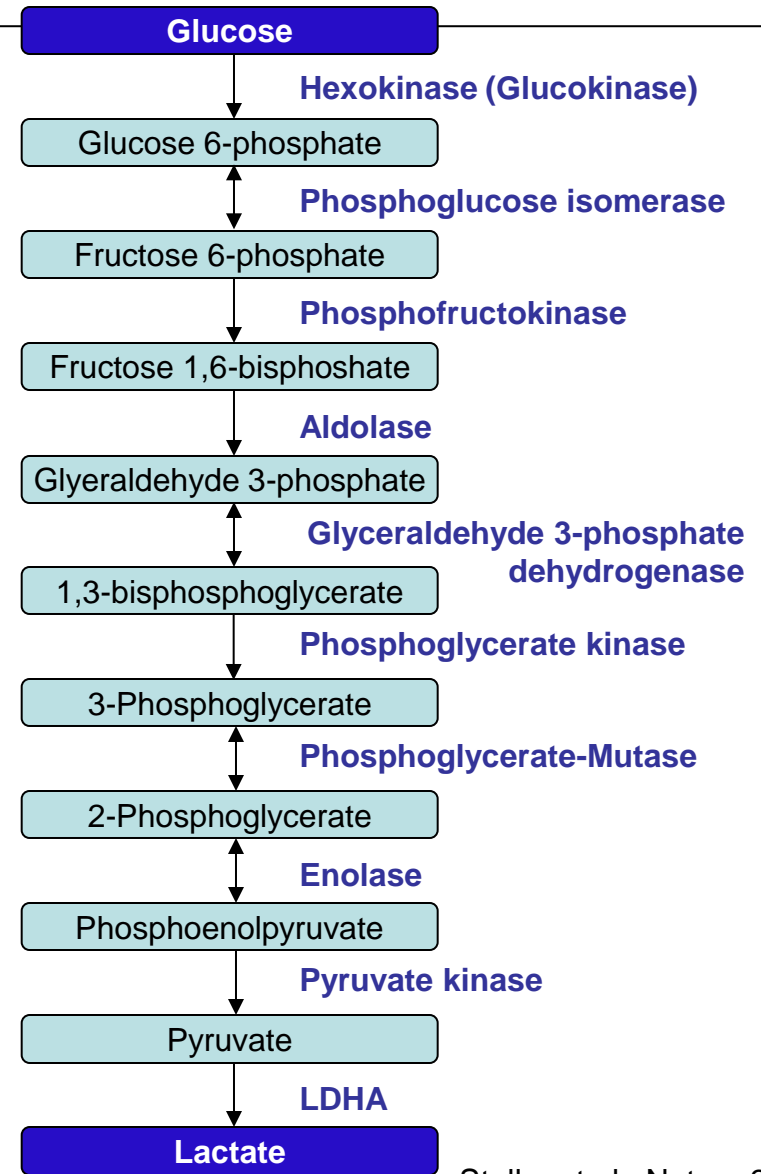 Glucose
Hexokinase (Glucokinase)
Glucose 6-phosphate
Phosphoglucose isomerase
Fructose 6-phosphate
Phosphofructokinase
Fructose 1,6-bisphoshate
Aldolase
Glyeraldehyde 3-phosphate
Glyceraldehyde 3-phosphate
dehydrogenase
1,3-bisphosphoglycerate
Phosphoglycerate kinase
3-Phosphoglycerate
Phosphoglycerate-Mutase
2-Phosphoglycerate
Enolase
Phosphoenolpyruvate
Pyruvate kinase
Pyruvate
LDHA
Lactate